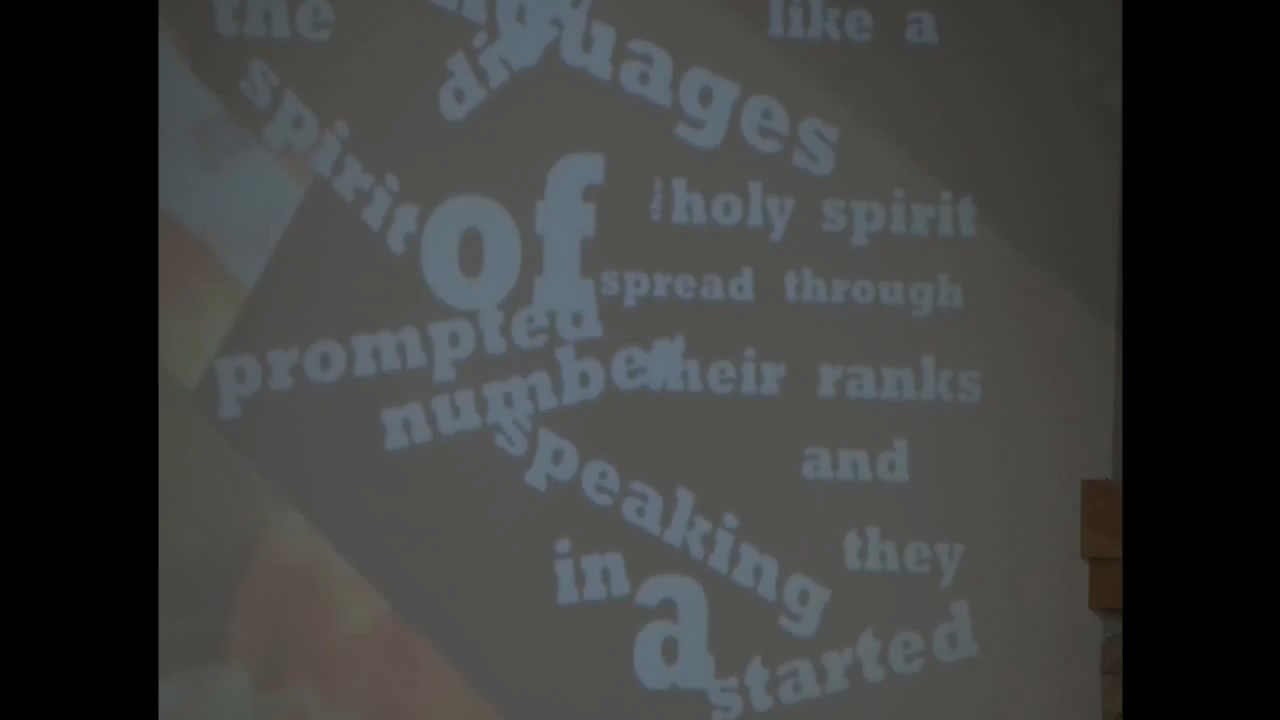 the
languages
like a
spirit
of
holy spirit
spread through
prompted
number
their ranks
speaking
and
in
they
a
started